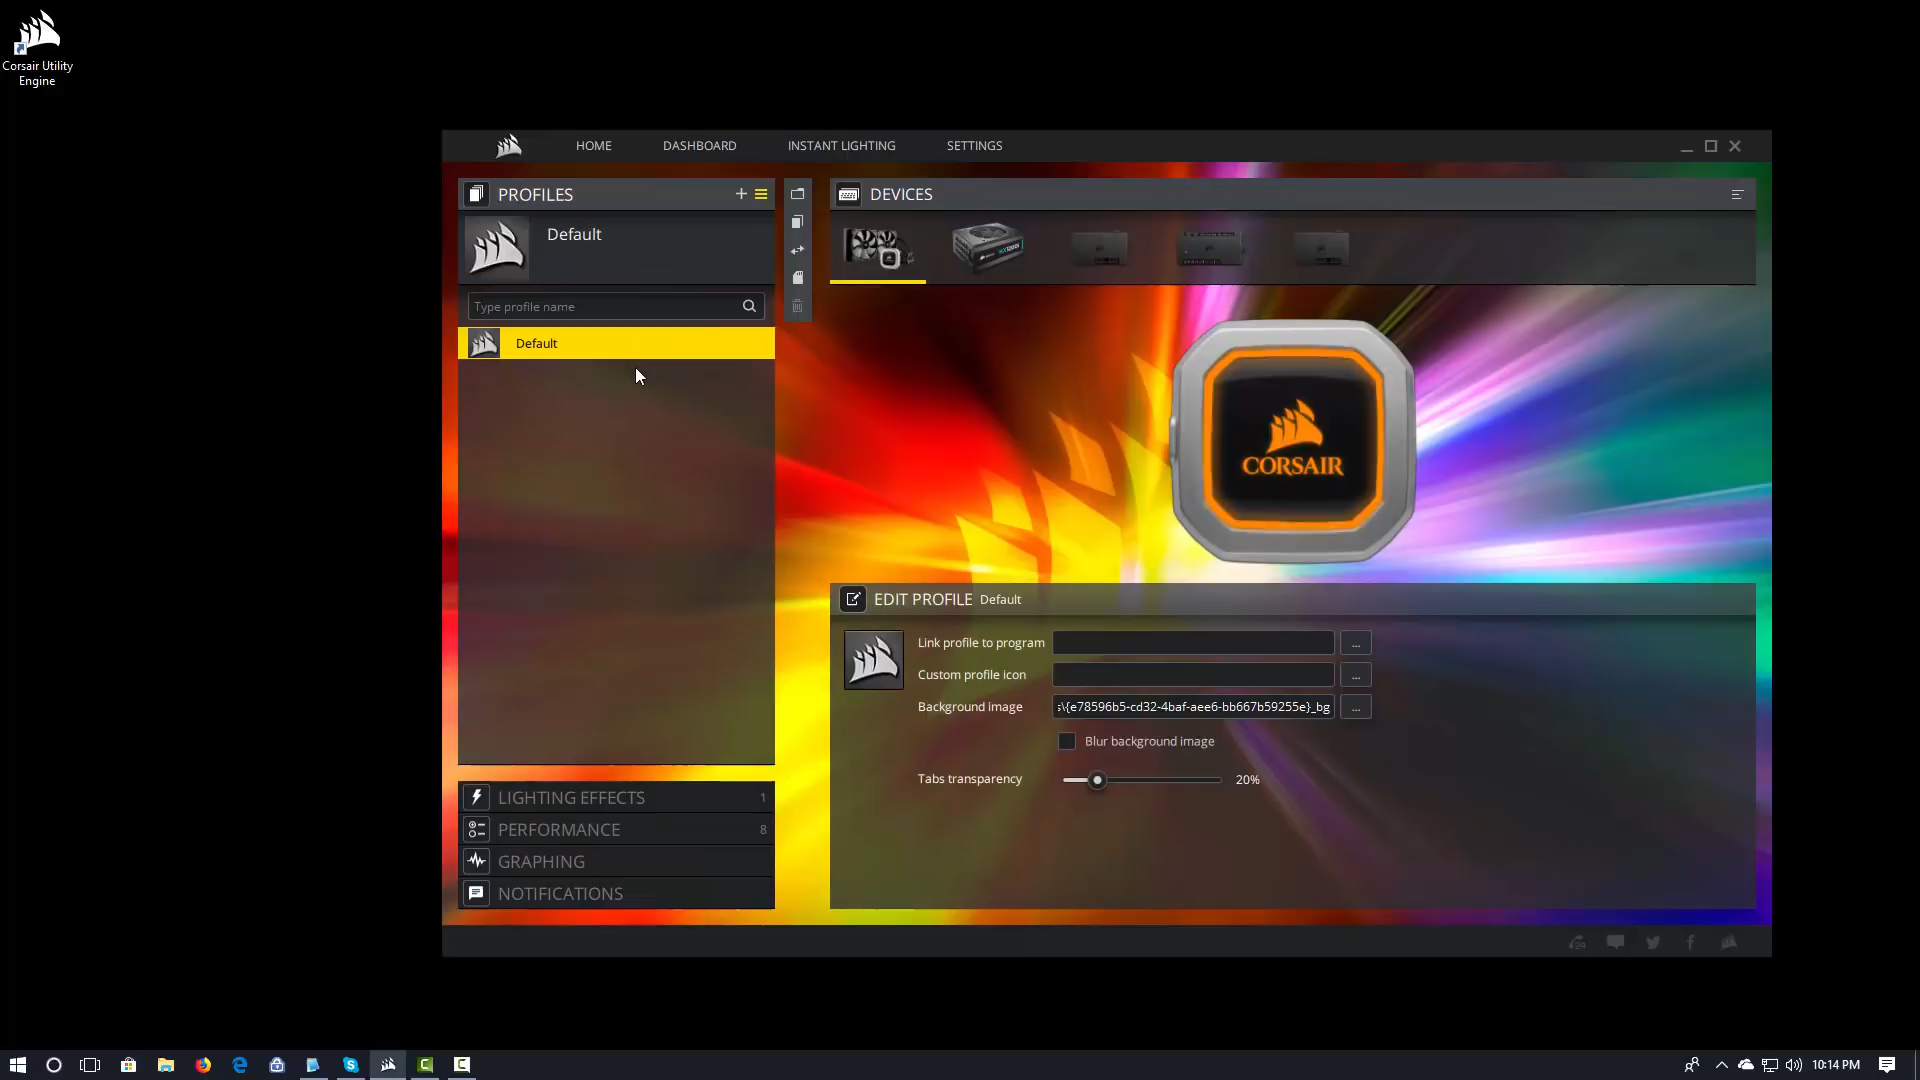 Corsair Utility
Engine
HOME DASHBOARD INSTANT LIGHTING SETTINGS
PROFILES
Default
Type profile name
Default
LIGHTING EFFECTS 1
PERFORMANCE 8
GRAPHING
NOTIFICATIONS
DEVICES
CORSAIR
EDIT PROFILE Default
Link profile to program ...
Custom profile icon ...
Background image s\{e78596b5-cd32-4baf-aee6-bb667b59255e}_bg ...
Blur background image
Tabs transparency 20%
10:14 PM